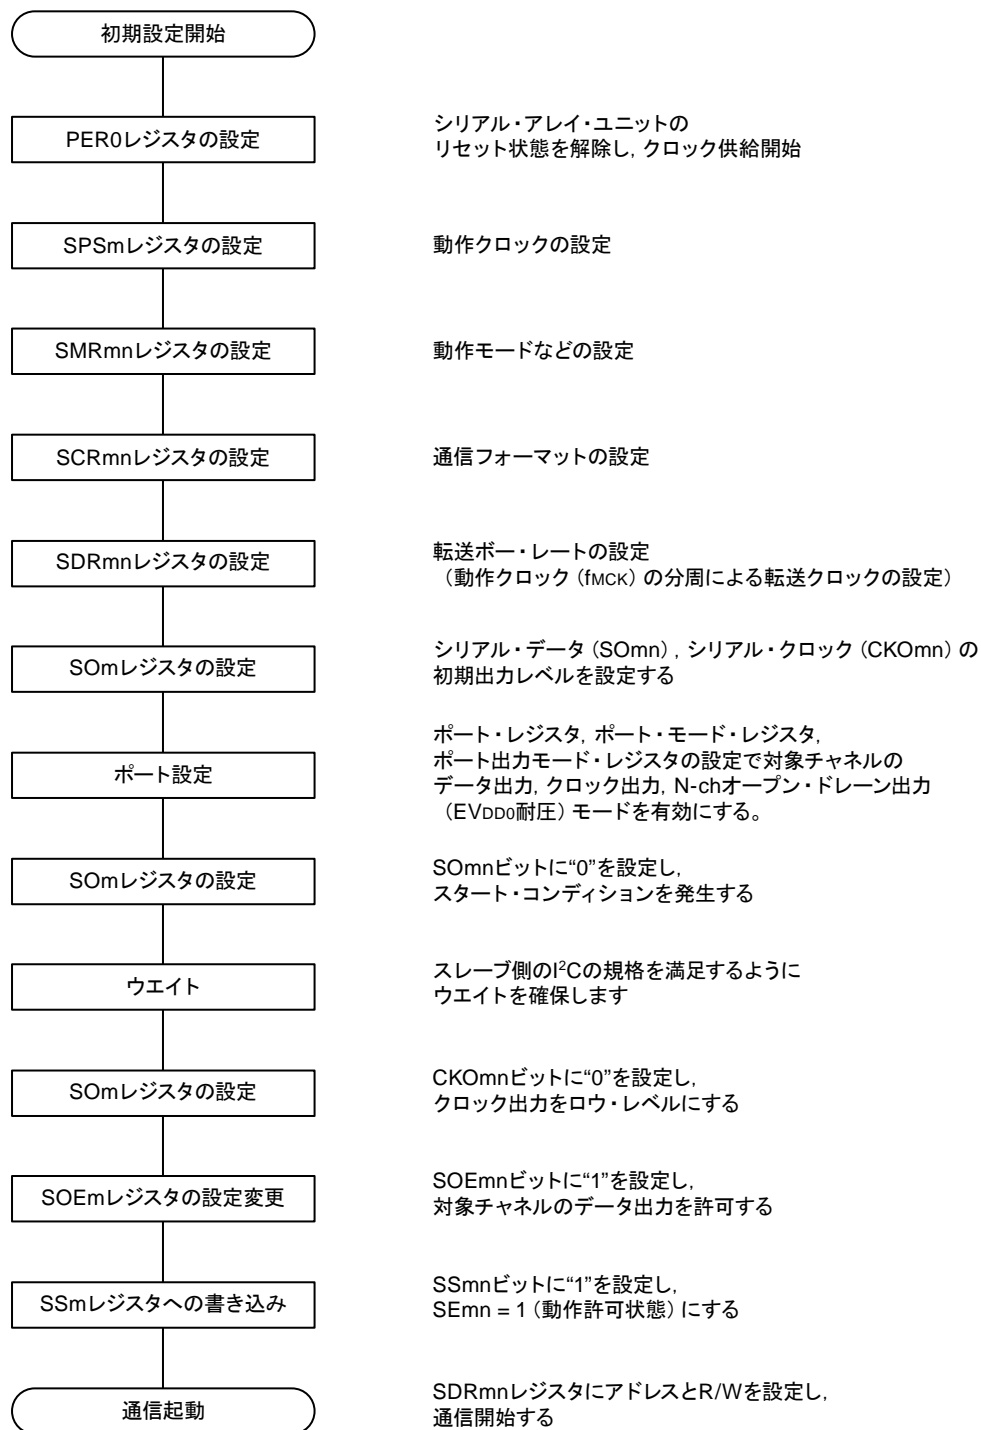 初期設定開始
PER0レジスタの設定
シリアル・アレイ・ユニットの
リセット状態を解除し, クロック供給開始
SPSmレジスタの設定
動作クロックの設定
SMRmnレジスタの設定
動作モードなどの設定
SCRmnレジスタの設定
通信フォーマットの設定
SDRmnレジスタの設定
転送ボー・レートの設定
（動作クロック（fMCK）の分周による転送クロックの設定）
SOmレジスタの設定
シリアル・データ（SOmn）, シリアル・クロック（CKOmn）の
初期出力レベルを設定する
ポート設定
ポート・レジスタ, ポート・モード・レジスタ,
ポート出力モード・レジスタの設定で対象チャネルの
データ出力, クロック出力, N-chオープン・ドレーン出力
（EVDD0耐圧）モードを有効にする。
SOmレジスタの設定
SOmnビットに“0”を設定し,
スタート・コンディションを発生する
ウエイト
スレーブ側のI²Cの規格を満足するように
ウエイトを確保します
SOmレジスタの設定
CKOmnビットに“0”を設定し,
クロック出力をロウ・レベルにする
SOEmレジスタの設定変更
SOEmnビットに“1”を設定し,
対象チャネルのデータ出力を許可する
SSmレジスタへの書き込み
SSmnビットに“1”を設定し,
SEmn = 1（動作許可状態）にする
通信起動
SDRmnレジスタにアドレスとR/Wを設定し,
通信開始する